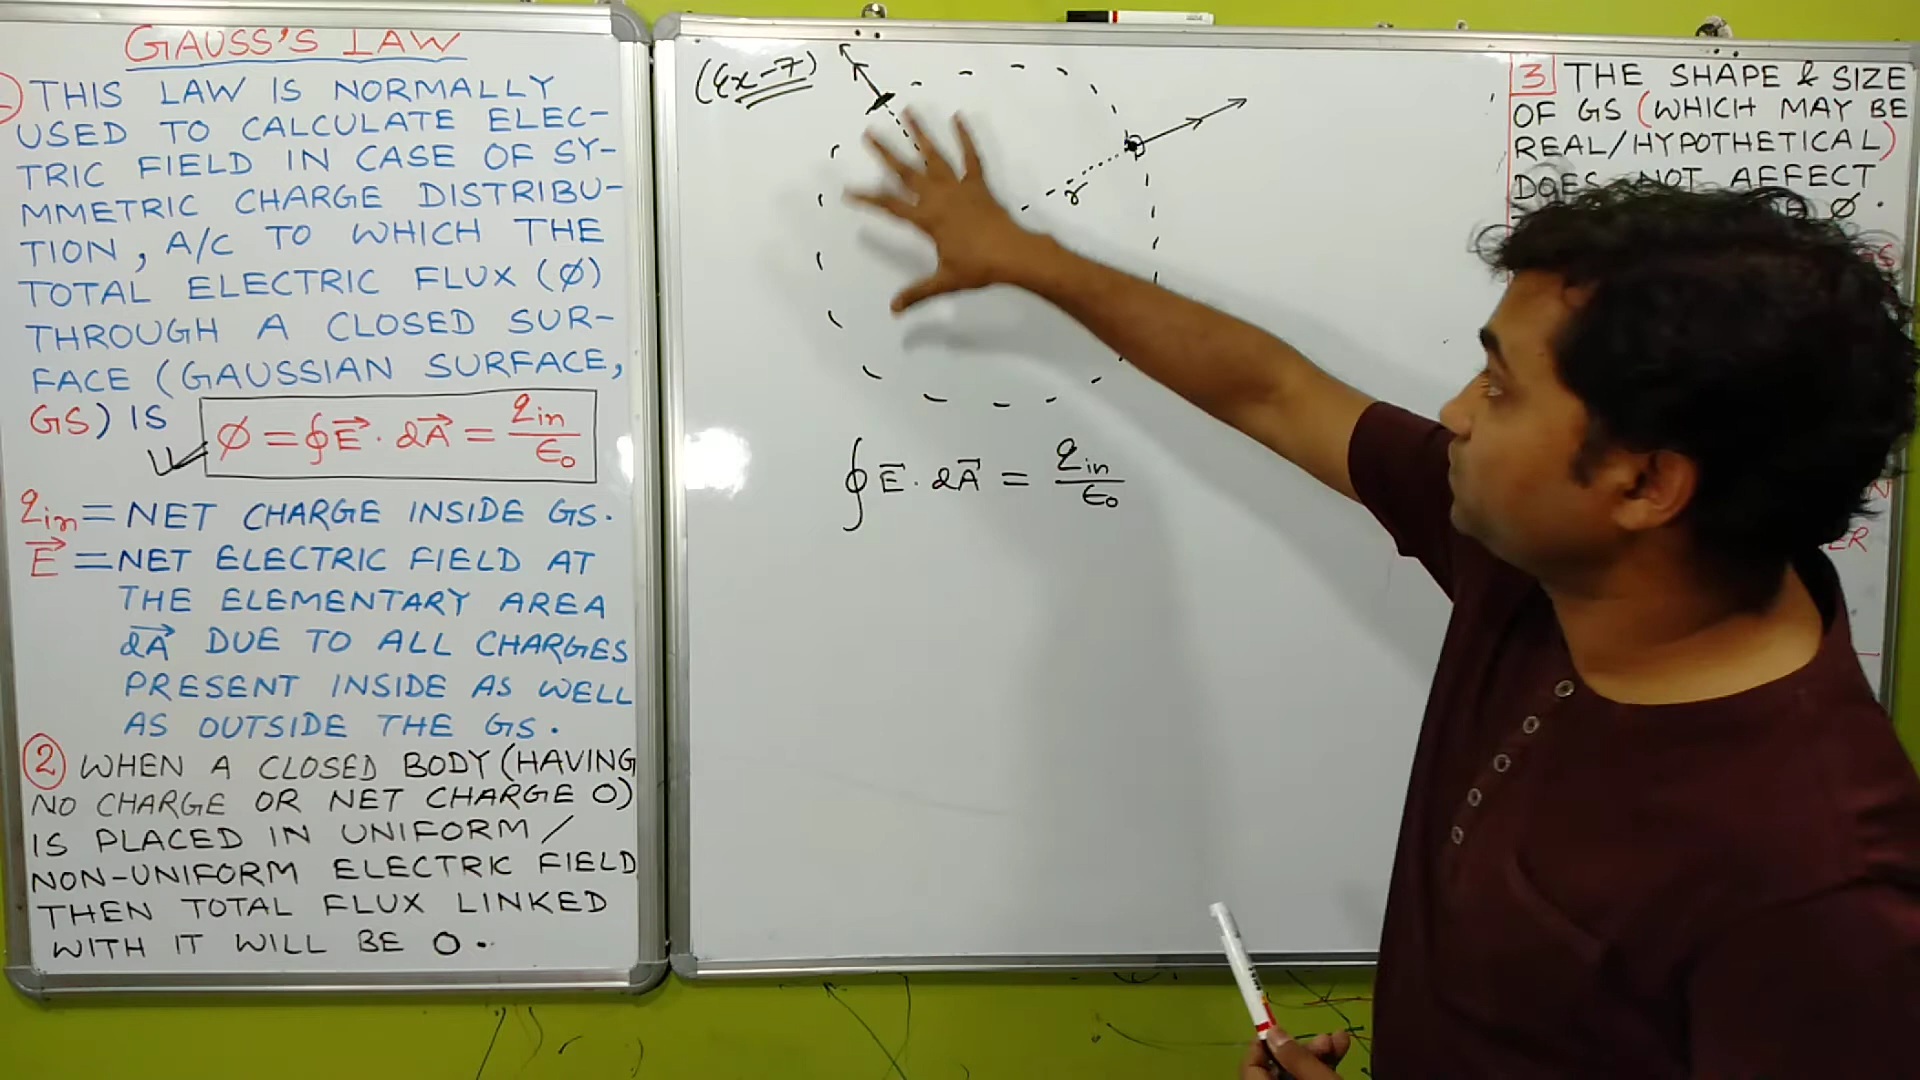 GAUSS'S LAW
1 THIS LAW IS NORMALLY
USED TO CALCULATE ELEC-
TRIC FIELD IN CASE OF SY-
MMETRIC CHARGE DISTRIBU-
TION, A/C TO WHICH THE
TOTAL ELECTRIC FLUX (Ø)
THROUGH A CLOSED SUR-
FACE (GAUSSIAN SURFACE,
GS) IS Ø = ∮E⃗ · dA⃗ = qin/ϵ₀
qin = NET CHARGE INSIDE GS.
E⃗ = NET ELECTRIC FIELD AT
THE ELEMENTARY AREA
dA⃗ DUE TO ALL CHARGES
PRESENT INSIDE AS WELL
AS OUTSIDE THE GS.
2 WHEN A CLOSED BODY (HAVING
NO CHARGE OR NET CHARGE 0)
IS PLACED IN UNIFORM/
NON-UNIFORM ELECTRIC FIELD
THEN TOTAL FLUX LINKED
WITH IT WILL BE 0.
(Ex-7)
r
∮E⃗ · dA⃗ = qin/ϵ₀
3 THE SHAPE & SIZE
OF GS (WHICH MAY BE
REAL/HYPOTHETICAL)
DOES NOT AFFECT
Ø.